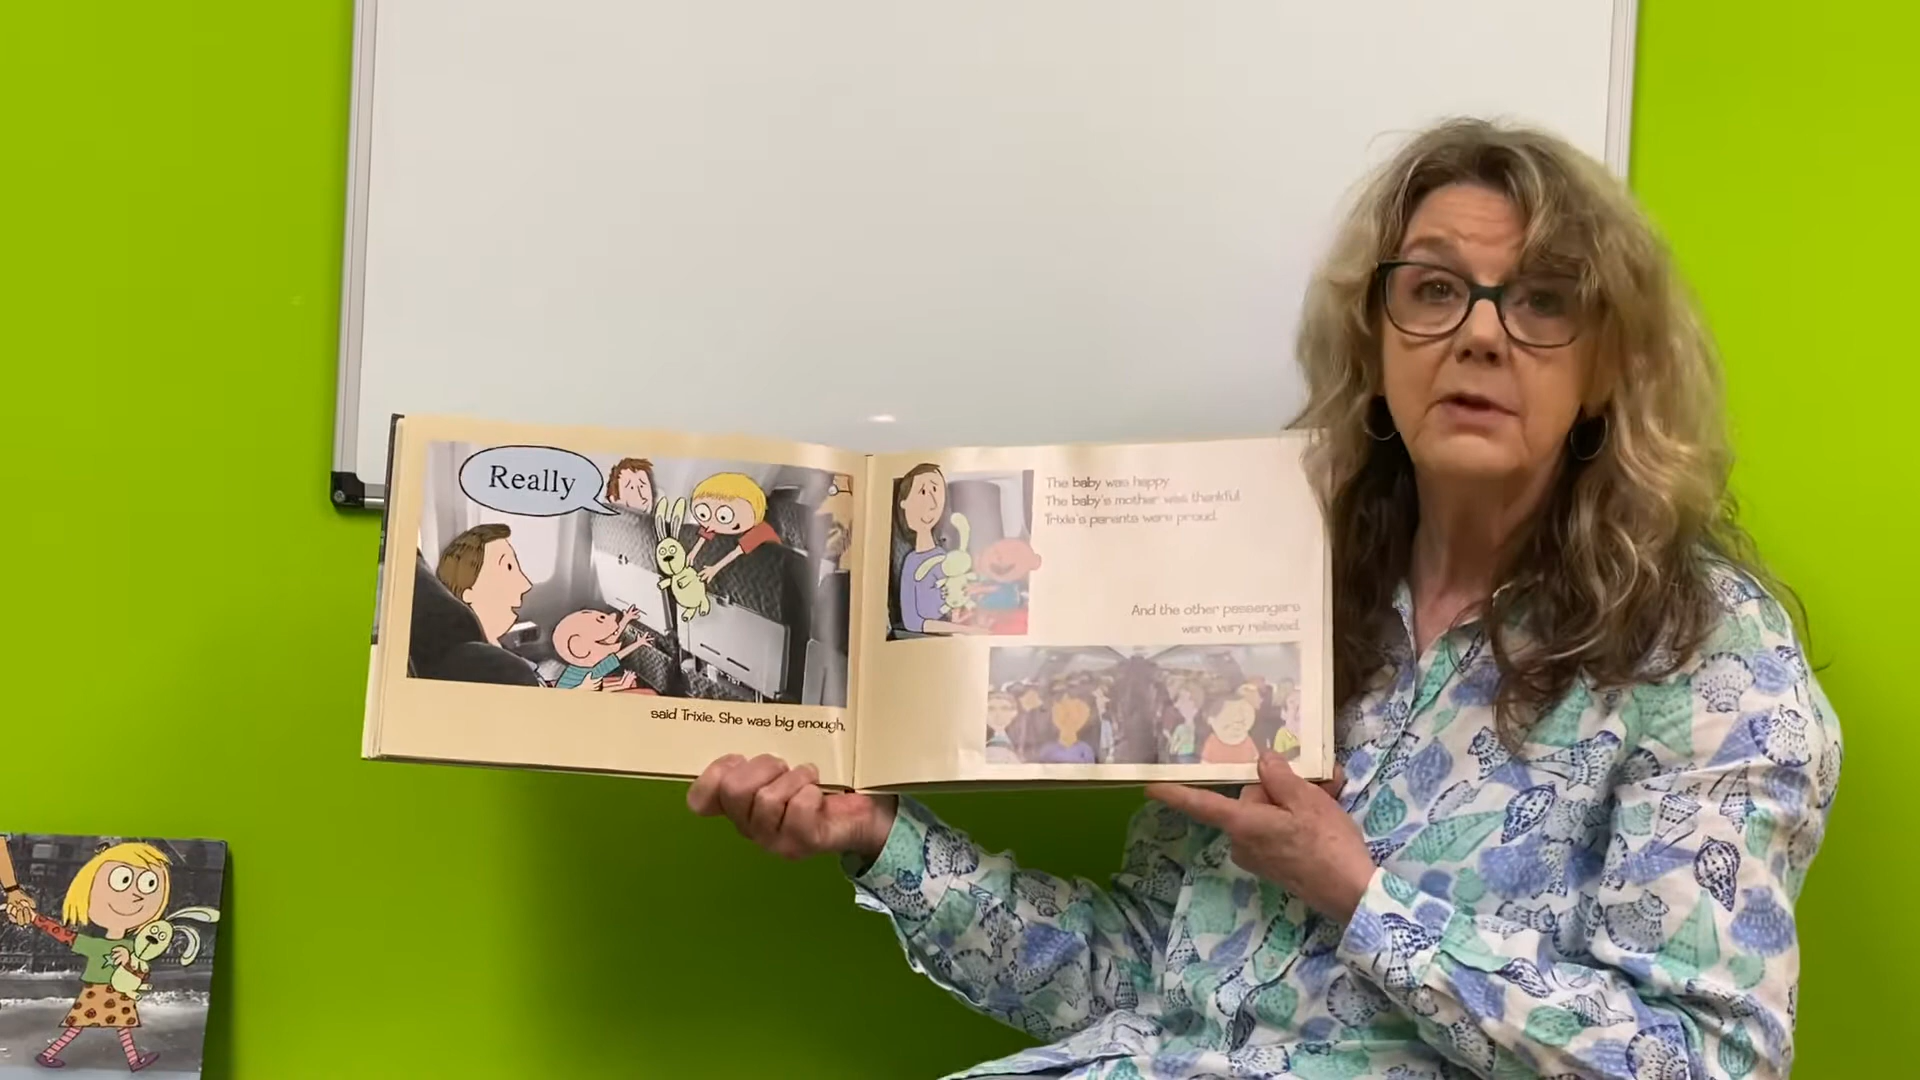 Really
said Trixie. She was big enough.
The baby was happy.
The baby's mother was thankful.
Trixie's parents were proud.
And the other passengers
were very relieved.